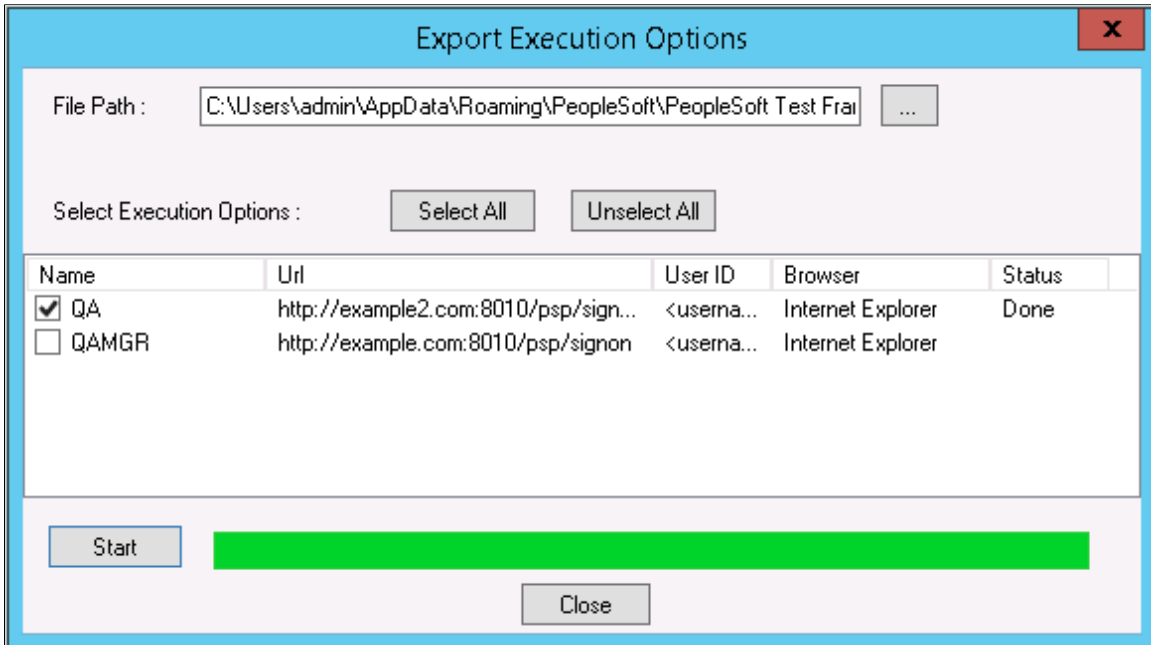 Export Execution Options
x
File Path :
C:\Users\admin\AppData\Roaming\PeopleSoft\PeopleSoft Test Fra
...
Select Execution Options :
Select All
Unselect All
Name Url User ID Browser Status
QA http://example2.com:8010/psp/sign... <userna... Internet Explorer Done
QAMGR http://example.com:8010/psp/signon <userna... Internet Explorer
Start
Close